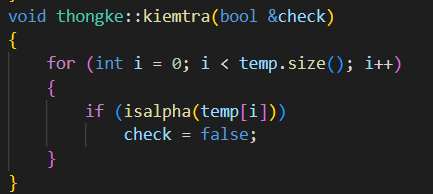 void thongke::kiemtra(bool &check)
{
    for (int i = 0; i < temp.size(); i++)
    {
        if (isalpha(temp[i]))
            check = false;
    }
}